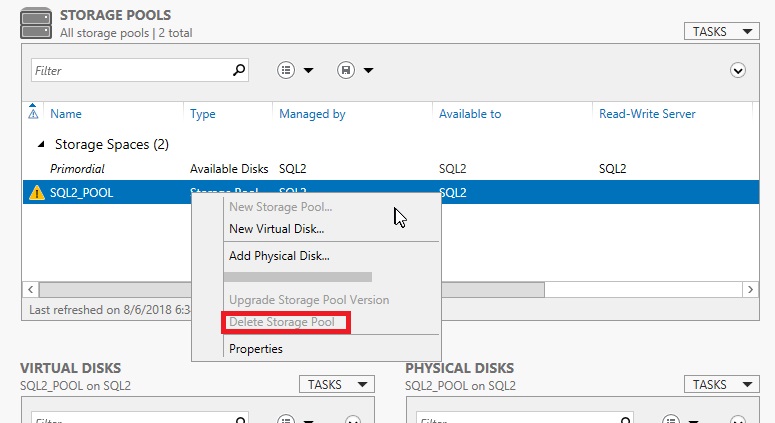 STORAGE POOLS
All storage pools | 2 total
TASKS
Filter
Name Type Managed by Available to Read-Write Server
Storage Spaces (2)
Primordial Available Disks SQL2 SQL2 SQL2
SQL2_POOL Storage Pool SQL2 SQL2
New Storage Pool...
New Virtual Disk...
Add Physical Disk...
Upgrade Storage Pool Version
Last refreshed on 8/6/2018 6:3
Delete Storage Pool
Properties
VIRTUAL DISKS
SQL2_POOL on SQL2
TASKS
PHYSICAL DISKS
SQL2_POOL on SQL2
TASKS
Filter
Filter